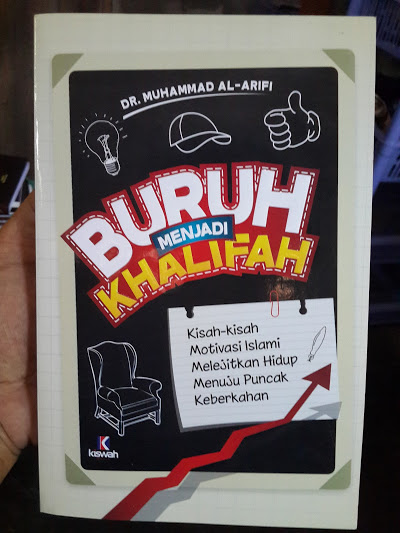 DR. MUHAMMAD AL-ARIFI
BURUH
MENJADI
KHALIFAH
Kisah-kisah
Motivasi Islami
Melejitkan Hidup
Menuju Puncak
Keberkahan
kiswah